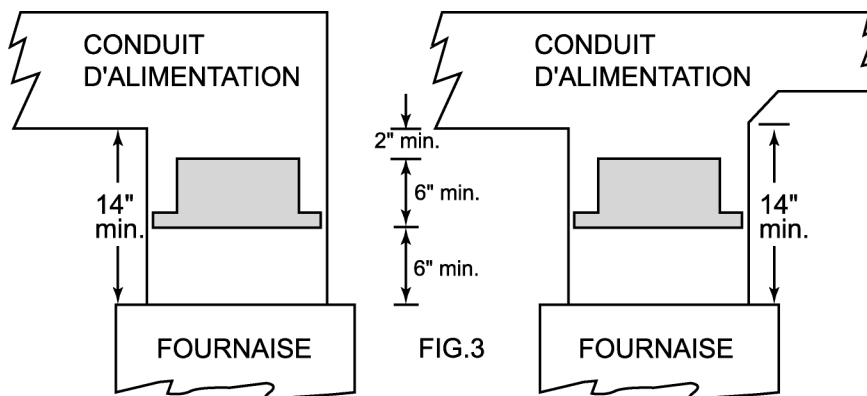 CONDUIT
D'ALIMENTATION
CONDUIT
D'ALIMENTATION
2" min.
14"
min.
6" min.
14"
min.
6" min.
FOURNAISE
FIG.3
FOURNAISE